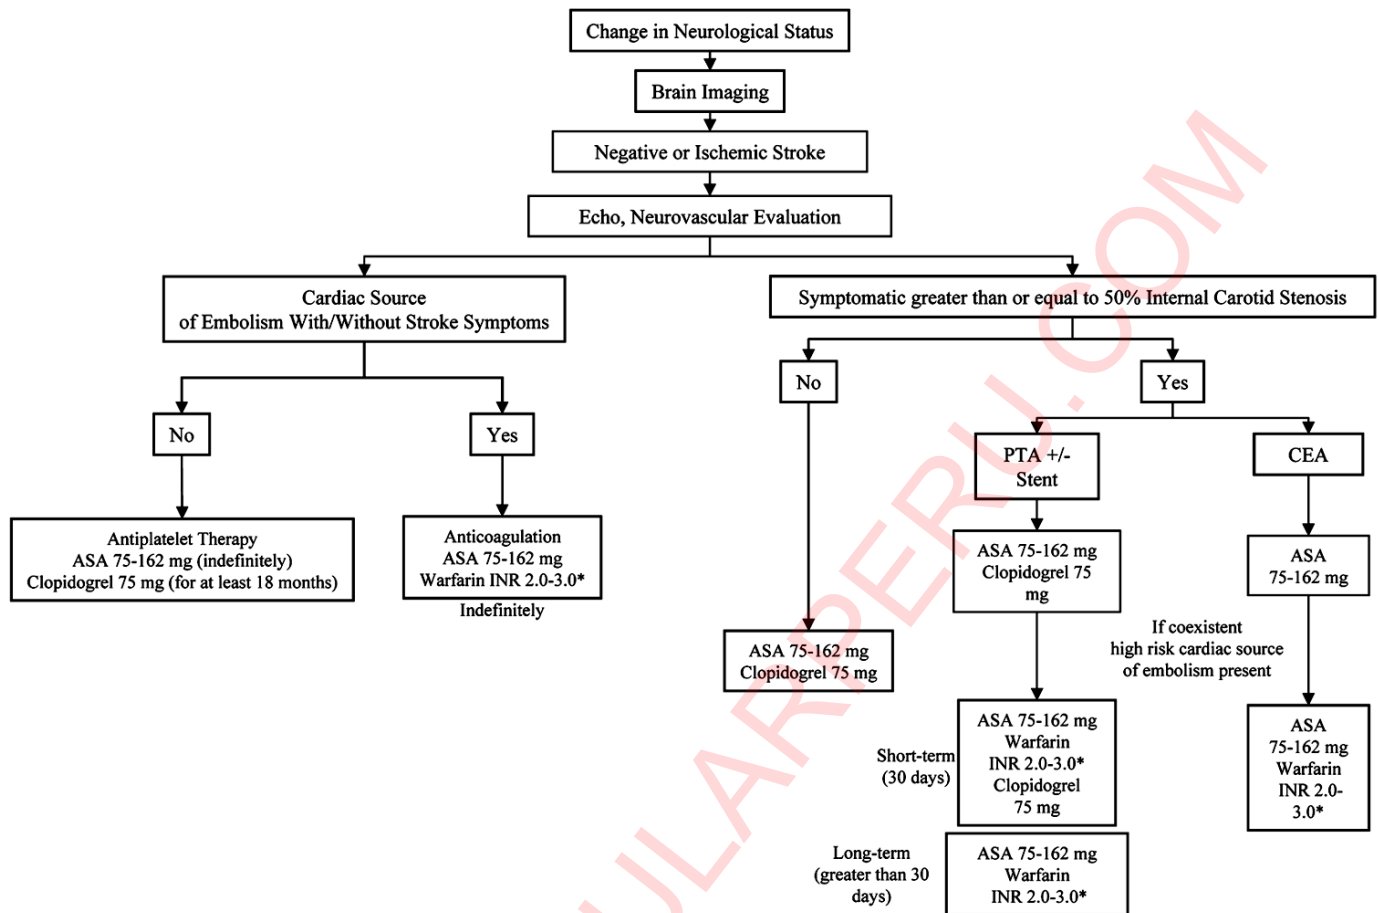 Change in Neurological Status
Brain Imaging
Negative or Ischemic Stroke
Echo, Neurovascular Evaluation
Cardiac Source
of Embolism With/Without Stroke Symptoms
No
Yes
Antiplatelet Therapy
ASA 75-162 mg (indefinitely)
Clopidogrel 75 mg (for at least 18 months)
Anticoagulation
ASA 75-162 mg
Warfarin INR 2.0-3.0*
Indefinitely
Symptomatic greater than or equal to 50% Internal Carotid Stenosis
No
Yes
ASA 75-162 mg
Clopidogrel 75 mg
PTA +/-
Stent
ASA 75-162 mg
Clopidogrel 75
mg
Short-term
(30 days)
ASA 75-162 mg
Warfarin
INR 2.0-3.0*
Clopidogrel
75 mg
Long-term
(greater than 30
days)
ASA 75-162 mg
Warfarin
INR 2.0-3.0*
CEA
ASA
75-162 mg
If coexistent
high risk cardiac source
of embolism present
ASA
75-162 mg
Warfarin
INR 2.0-
3.0*
ULARPERU.COM